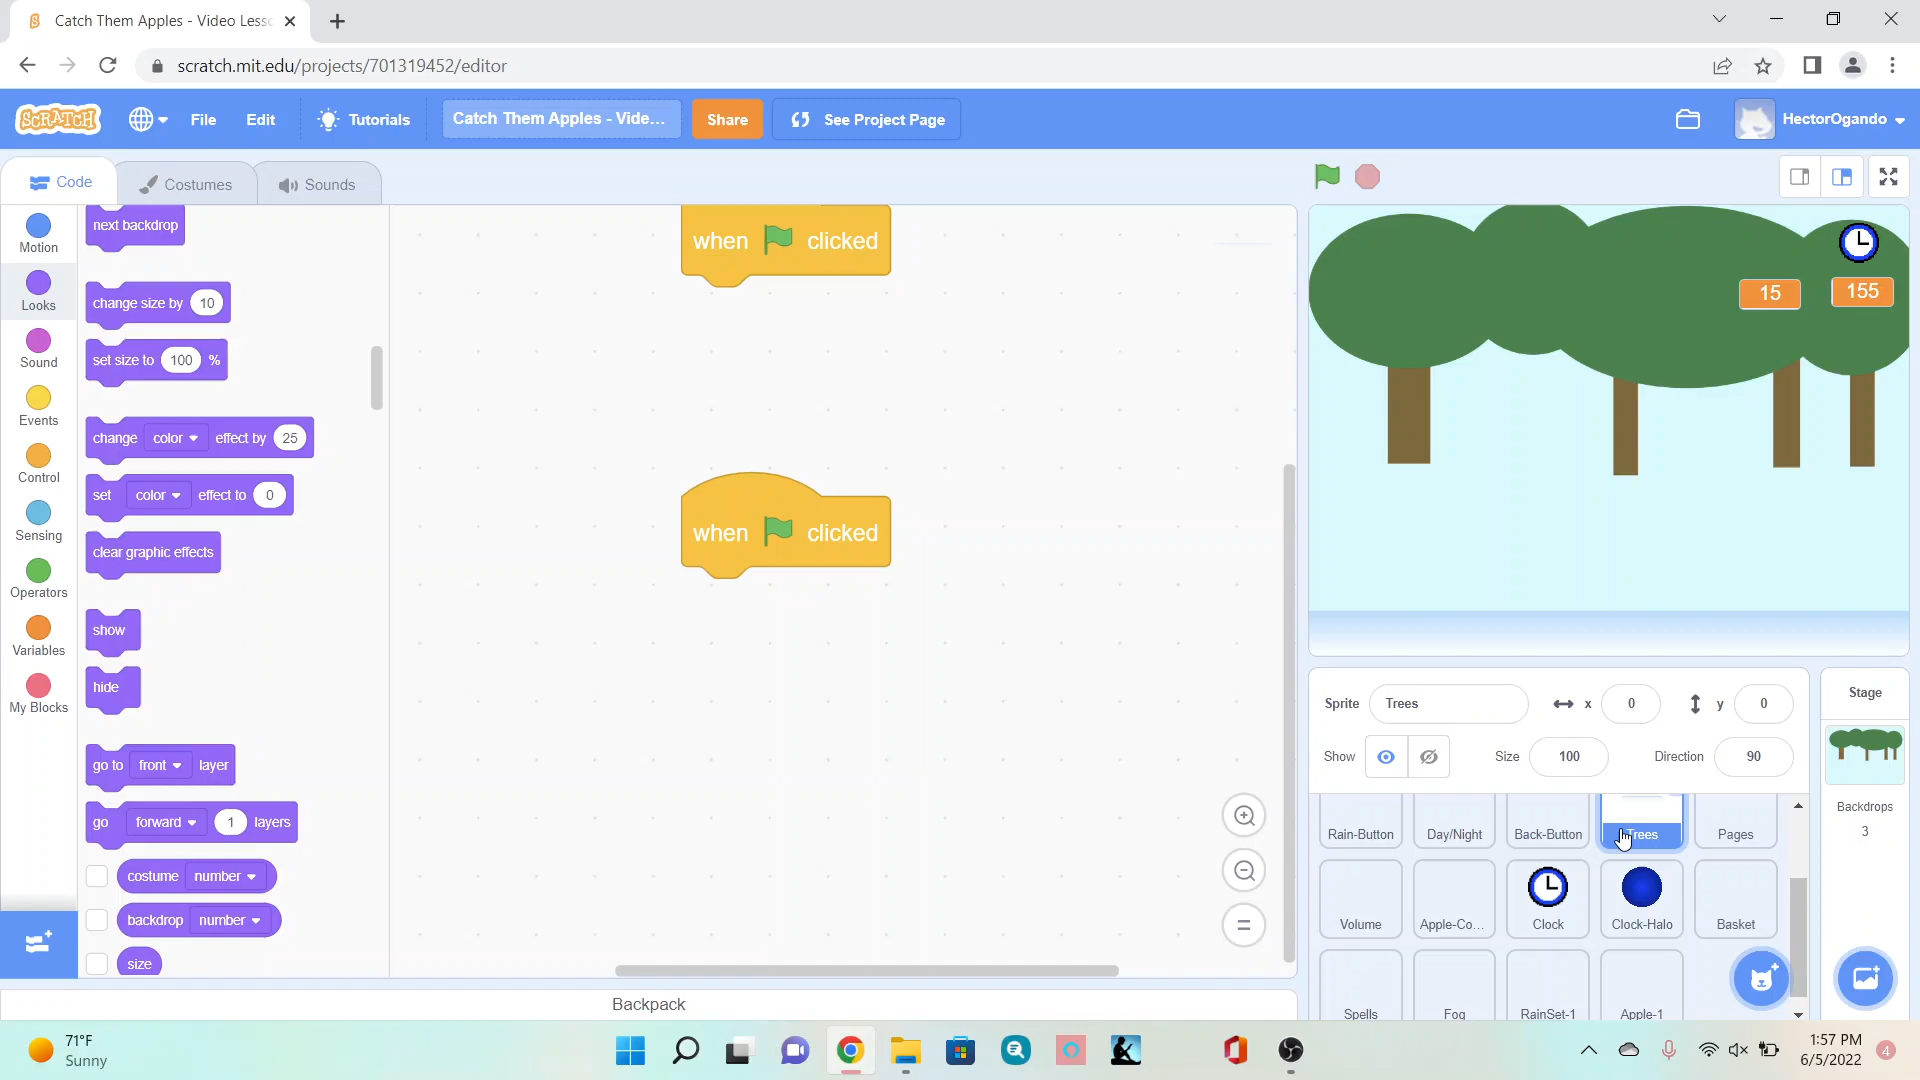 Catch Them Apples - Video Less
scratch.mit.edu/projects/701319452/editor
SCRATCH
File
Edit
Tutorials
Catch Them Apples - Vide...
Share
See Project Page
HectorOgando
Code
Costumes
Sounds
Motion
Looks
Sound
Events
Control
Sensing
Operators
Variables
My Blocks
next backdrop
change size by 10
set size to 100 %
change color effect by 25
set color effect to 0
clear graphic effects
show
hide
go to front layer
go forward 1 layers
costume number
backdrop number
size
when clicked
when clicked
Backpack
15
155
Sprite Trees x 0 y 0
Show Size 100 Direction 90
Rain-Button Day/Night Back-Button Trees Pages
Volume Apple-Co... Clock Clock-Halo Basket
Spells Fog RainSet-1 Apple-1
Stage
Backdrops
3
71°F
Sunny
1:57 PM
6/5/2022
4